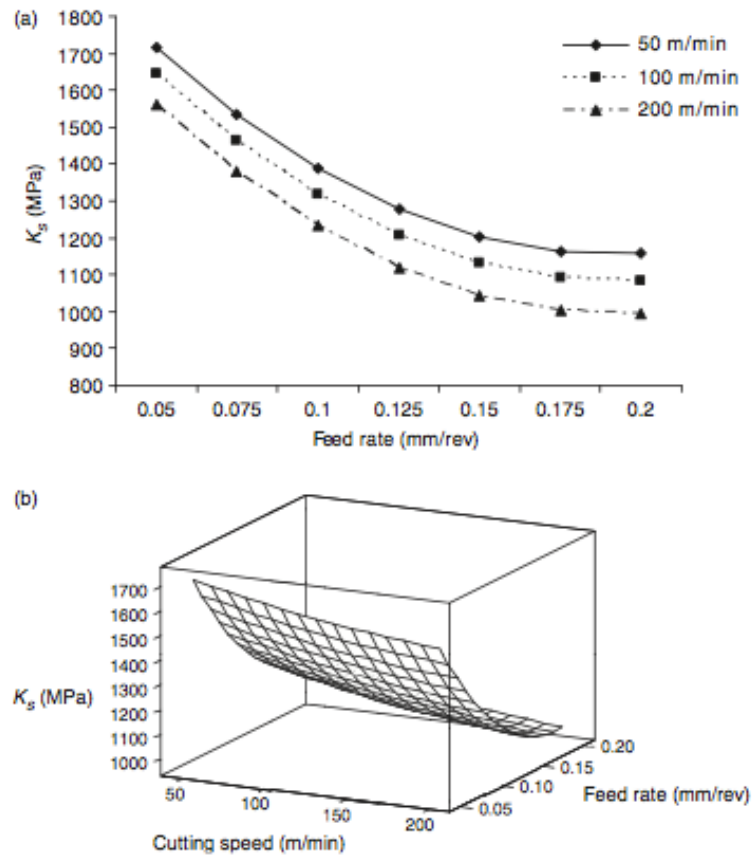 (a)
1800
1700
1600
1500
1400
1300
1200
1100
1000
900
800
Ks (MPa)
50 m/min
100 m/min
200 m/min
0.05 0.075 0.1 0.125 0.15 0.175 0.2
Feed rate (mm/rev)
(b)
1700
1600
1500
1400
1300
1200
1100
1000
Ks (MPa)
50 100 150 200
Cutting speed (m/min)
0.05 0.10 0.15 0.20
Feed rate (mm/rev)